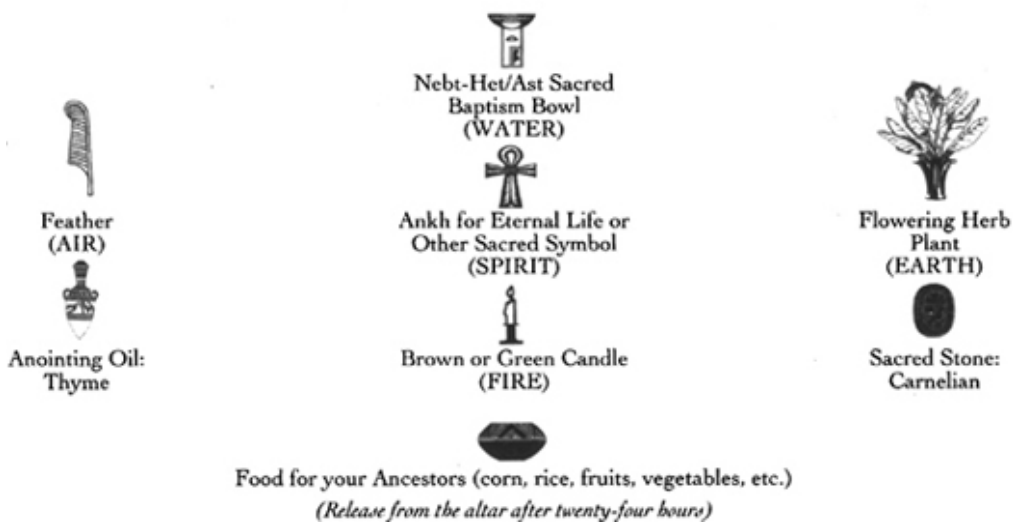 Nebt-Het/Ast Sacred
Baptism Bowl
(WATER)
Feather
(AIR)
Ankh for Eternal Life or
Other Sacred Symbol
(SPIRIT)
Flowering Herb
Plant
(EARTH)
Anointing Oil:
Thyme
Brown or Green Candle
(FIRE)
Sacred Stone:
Carnelian
Food for your Ancestors (corn, rice, fruits, vegetables, etc.)
(Release from the altar after twenty-four hours)